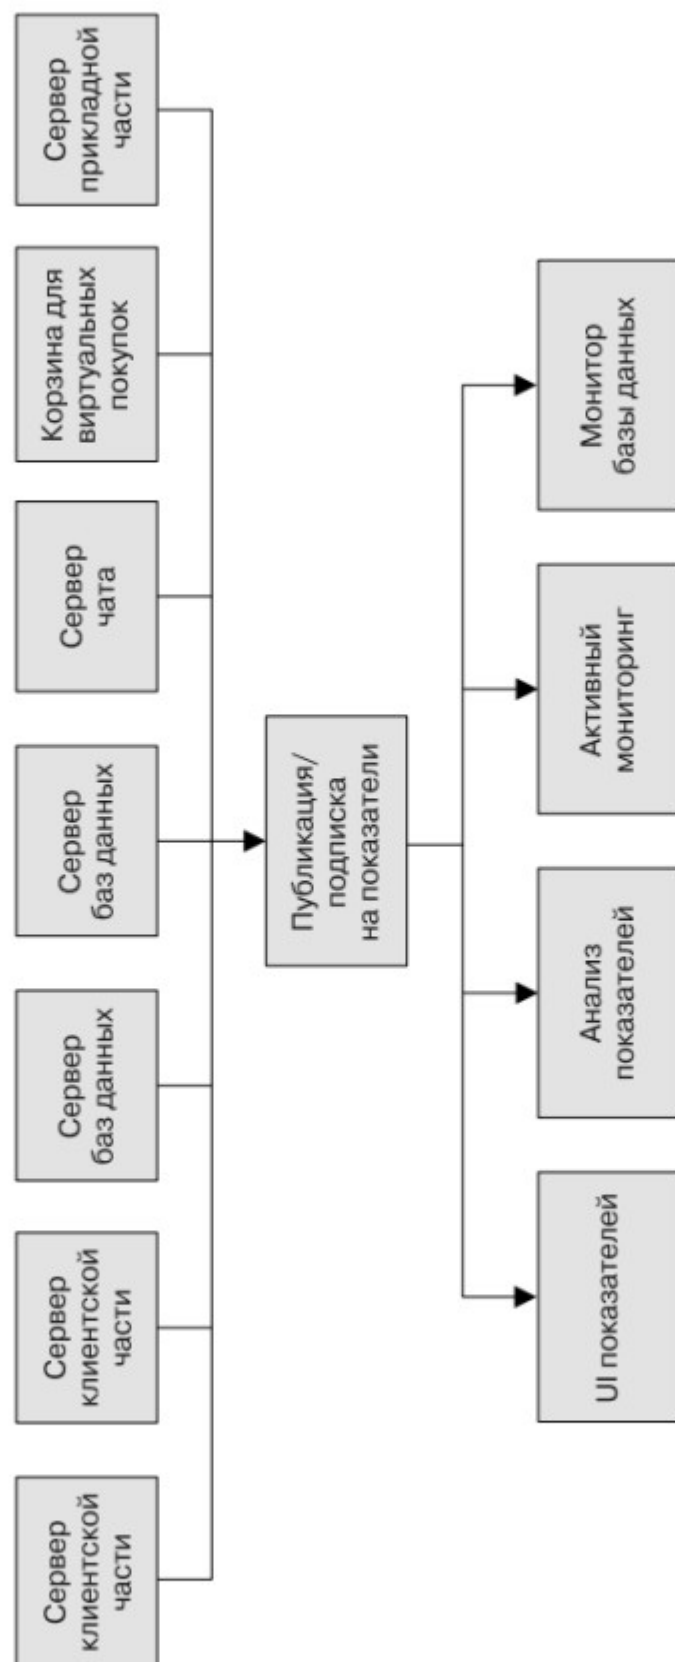 Сервер
клиентской
части
Сервер
клиентской
части
Сервер
баз данных
Сервер
баз данных
Сервер
чата
Корзина для
виртуальных
покупок
Сервер
прикладной
части
Публикация/
подписка
на показатели
UI показателей
Анализ
показателей
Активный
мониторинг
Монитор
базы данных